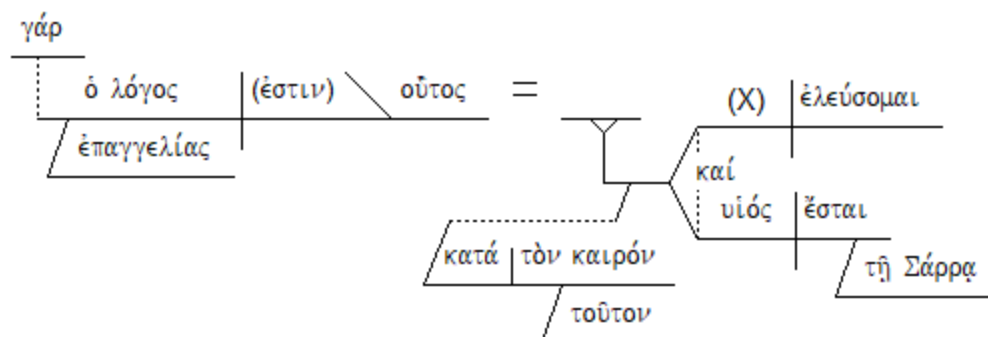 γάρ
ὁ λόγος (ἐστιν) οὗτος = (X) ἐλεύσομαι
ἐπαγγελίας
καί
υἱός ἔσται
κατά τὸν καιρόν
τῇ Σάρρᾳ
τοῦτον